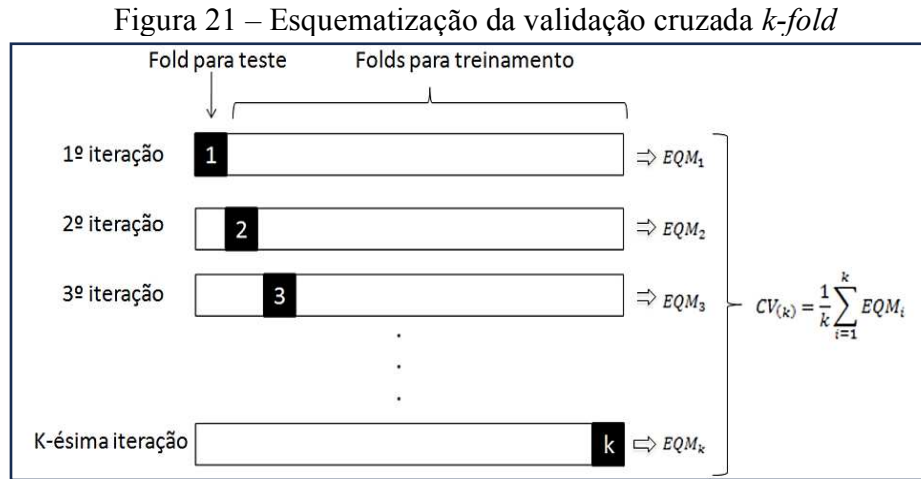 Figura 21 – Esquematização da validação cruzada k-fold
Fold para teste
Folds para treinamento
1º iteração
1
⇨ EQM₁
2º iteração
2
⇨ EQM₂
3º iteração
3
⇨ EQM₃
CV₍ₖ₎ = 1/k ∑ᵢ₌₁ᵏ EQMᵢ
K-ésima iteração
k
⇨ EQMₖ